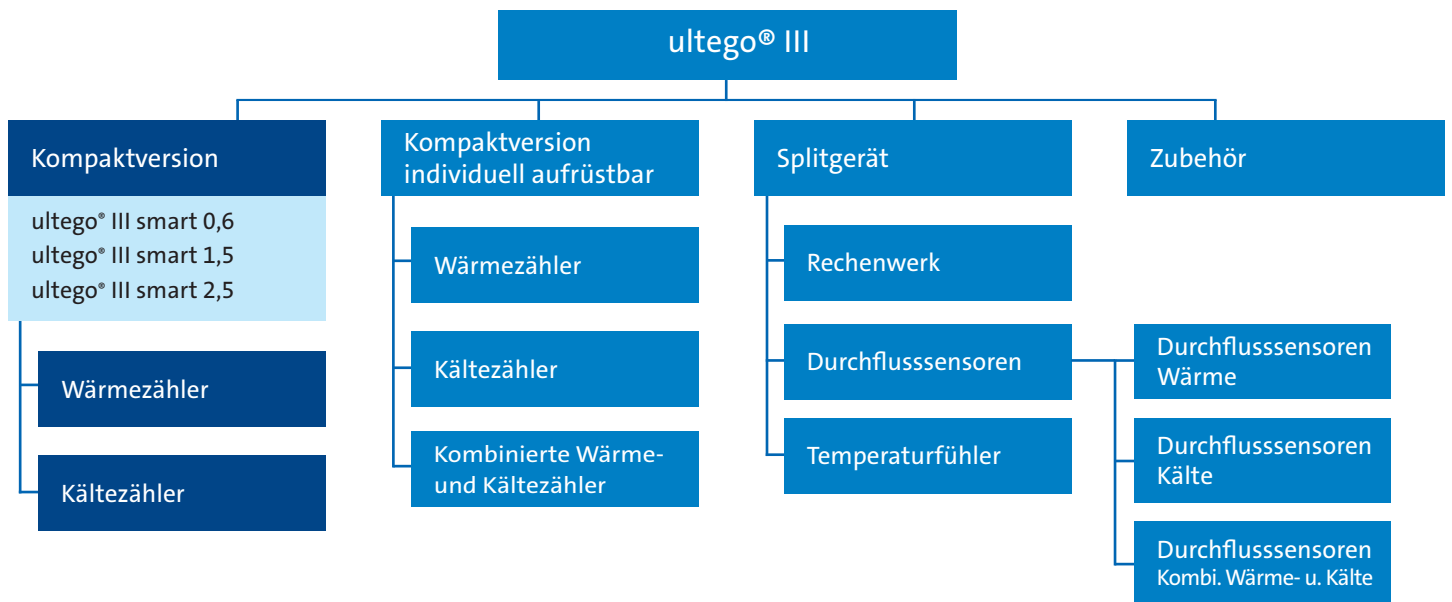 ultego® III
Kompaktversion
ultego® III smart 0,6
ultego® III smart 1,5
ultego® III smart 2,5
Wärmezähler
Kältezähler
Kompaktversion
individuell aufrüstbar
Wärmezähler
Kältezähler
Kombinierte Wärme-
und Kältezähler
Splitgerät
Rechenwerk
Durchflusssensoren
Temperaturfühler
Durchflusssensoren
Wärme
Durchflusssensoren
Kälte
Durchflusssensoren
Kombi. Wärme- u. Kälte
Zubehör